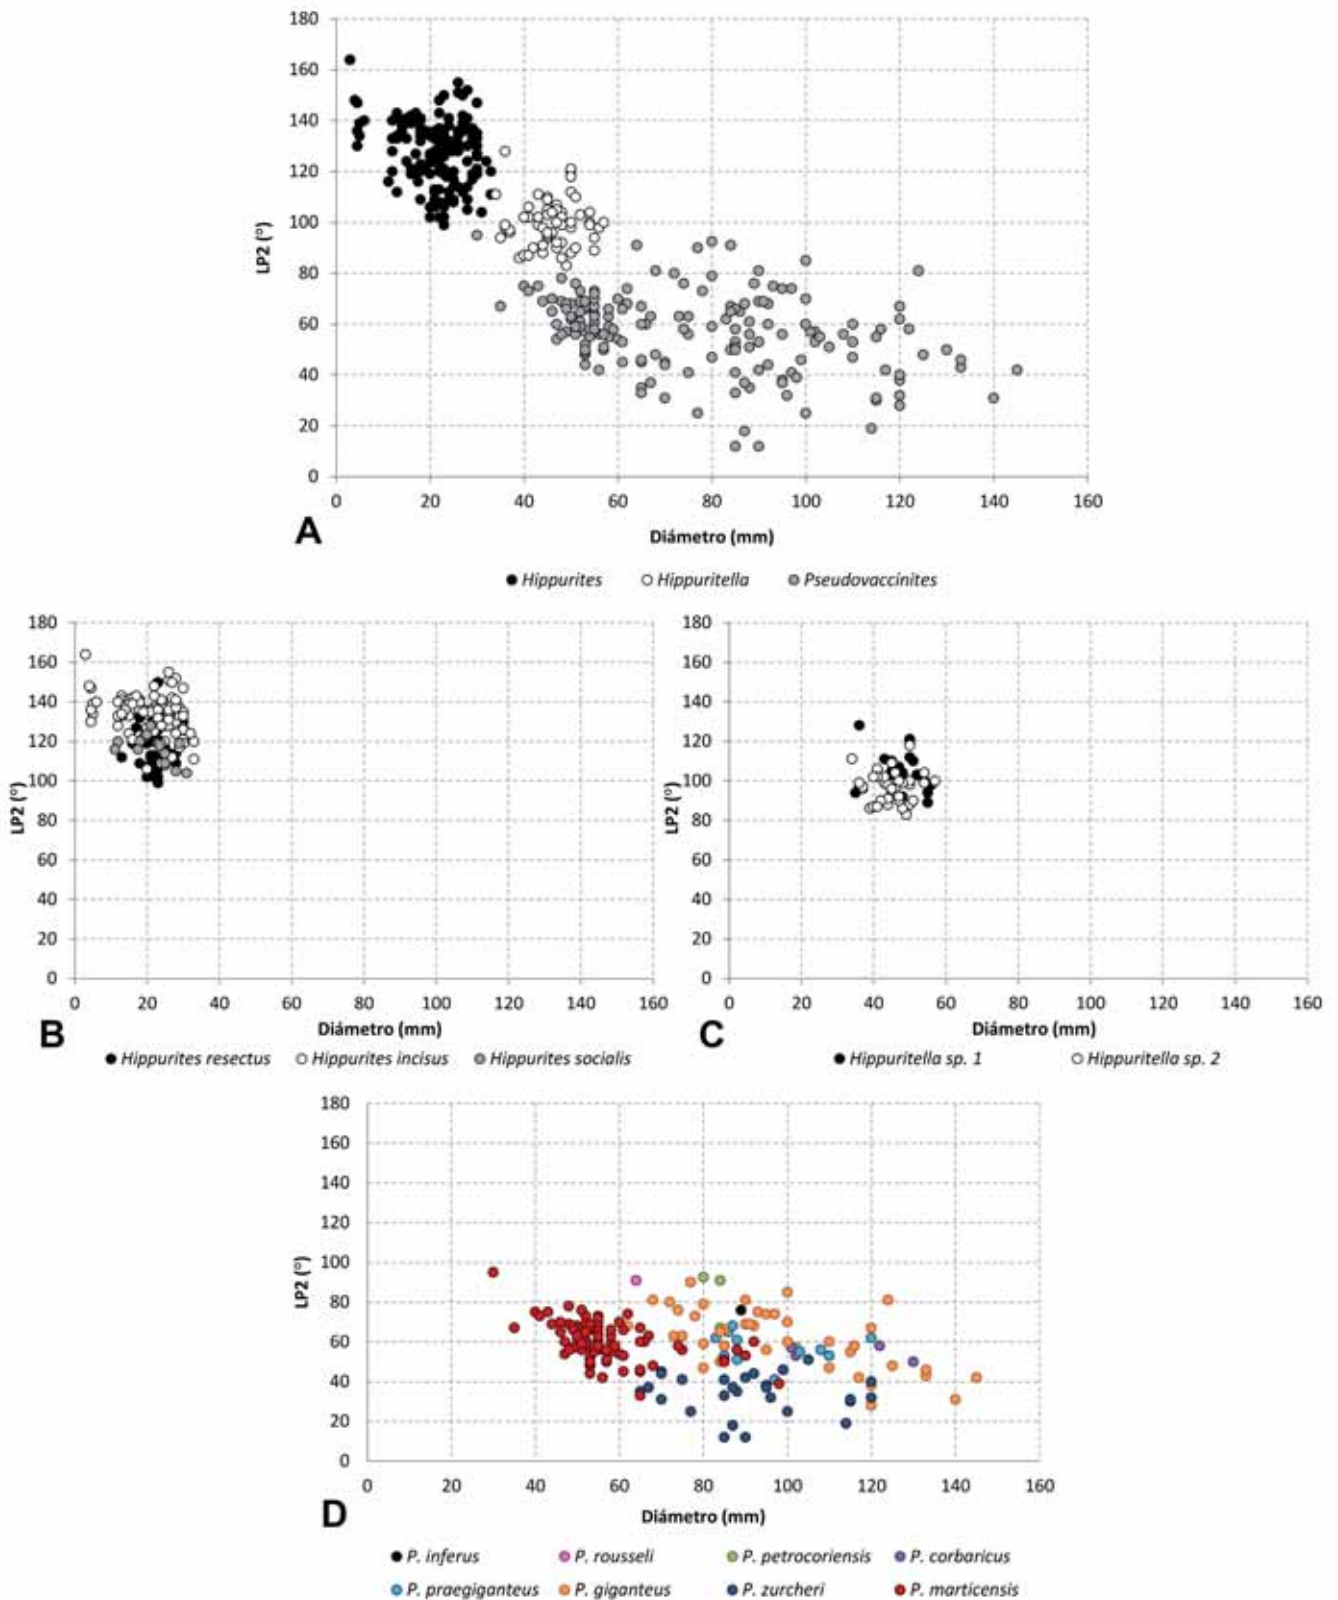 180
160
140
120
100
80
60
40
20
0
LP2 (°)
0 20 40 60 80 100 120 140 160
Diámetro (mm)
A
Hippurites Hippuritella Pseudovaccinites
180
160
140
120
100
80
60
40
20
0
LP2 (°)
0 20 40 60 80 100 120 140 160
Diámetro (mm)
B
Hippurites resectus Hippurites incisus Hippurites socialis
180
160
140
120
100
80
60
40
20
0
LP2 (°)
0 20 40 60 80 100 120 140 160
Diámetro (mm)
C
Hippuritella sp. 1 Hippuritella sp. 2
180
160
140
120
100
80
60
40
20
0
LP2 (°)
0 20 40 60 80 100 120 140 160
Diámetro (mm)
D
P. inferus P. rousseli P. petrocoriensis P. corbaricus
P. praegiganteus P. giganteus P. zurcheri P. marticensis